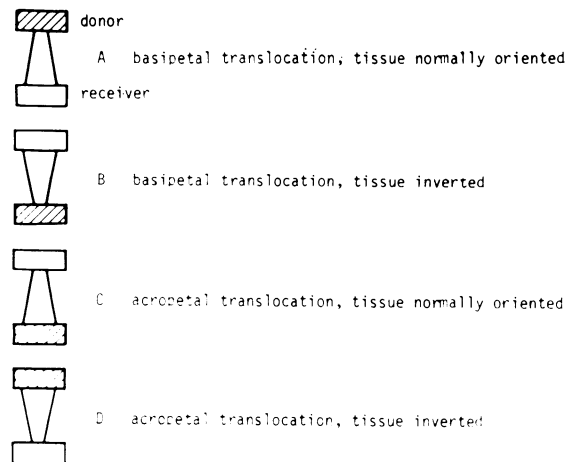 donor
A basipetal translocation, tissue normally oriented
receiver
B basipetal translocation, tissue inverted
C acropetal translocation, tissue normally oriented
D acropetal translocation, tissue inverted